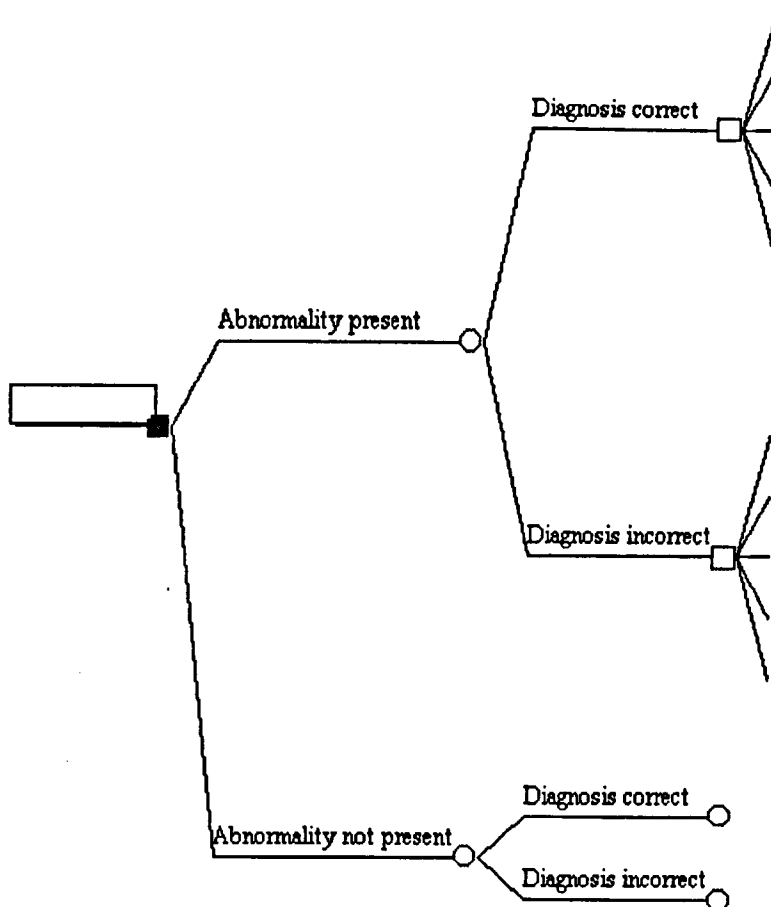 Diagnosis correct
Abnormality present
Diagnosis incorrect
Diagnosis correct
Abnormality not present
Diagnosis incorrect